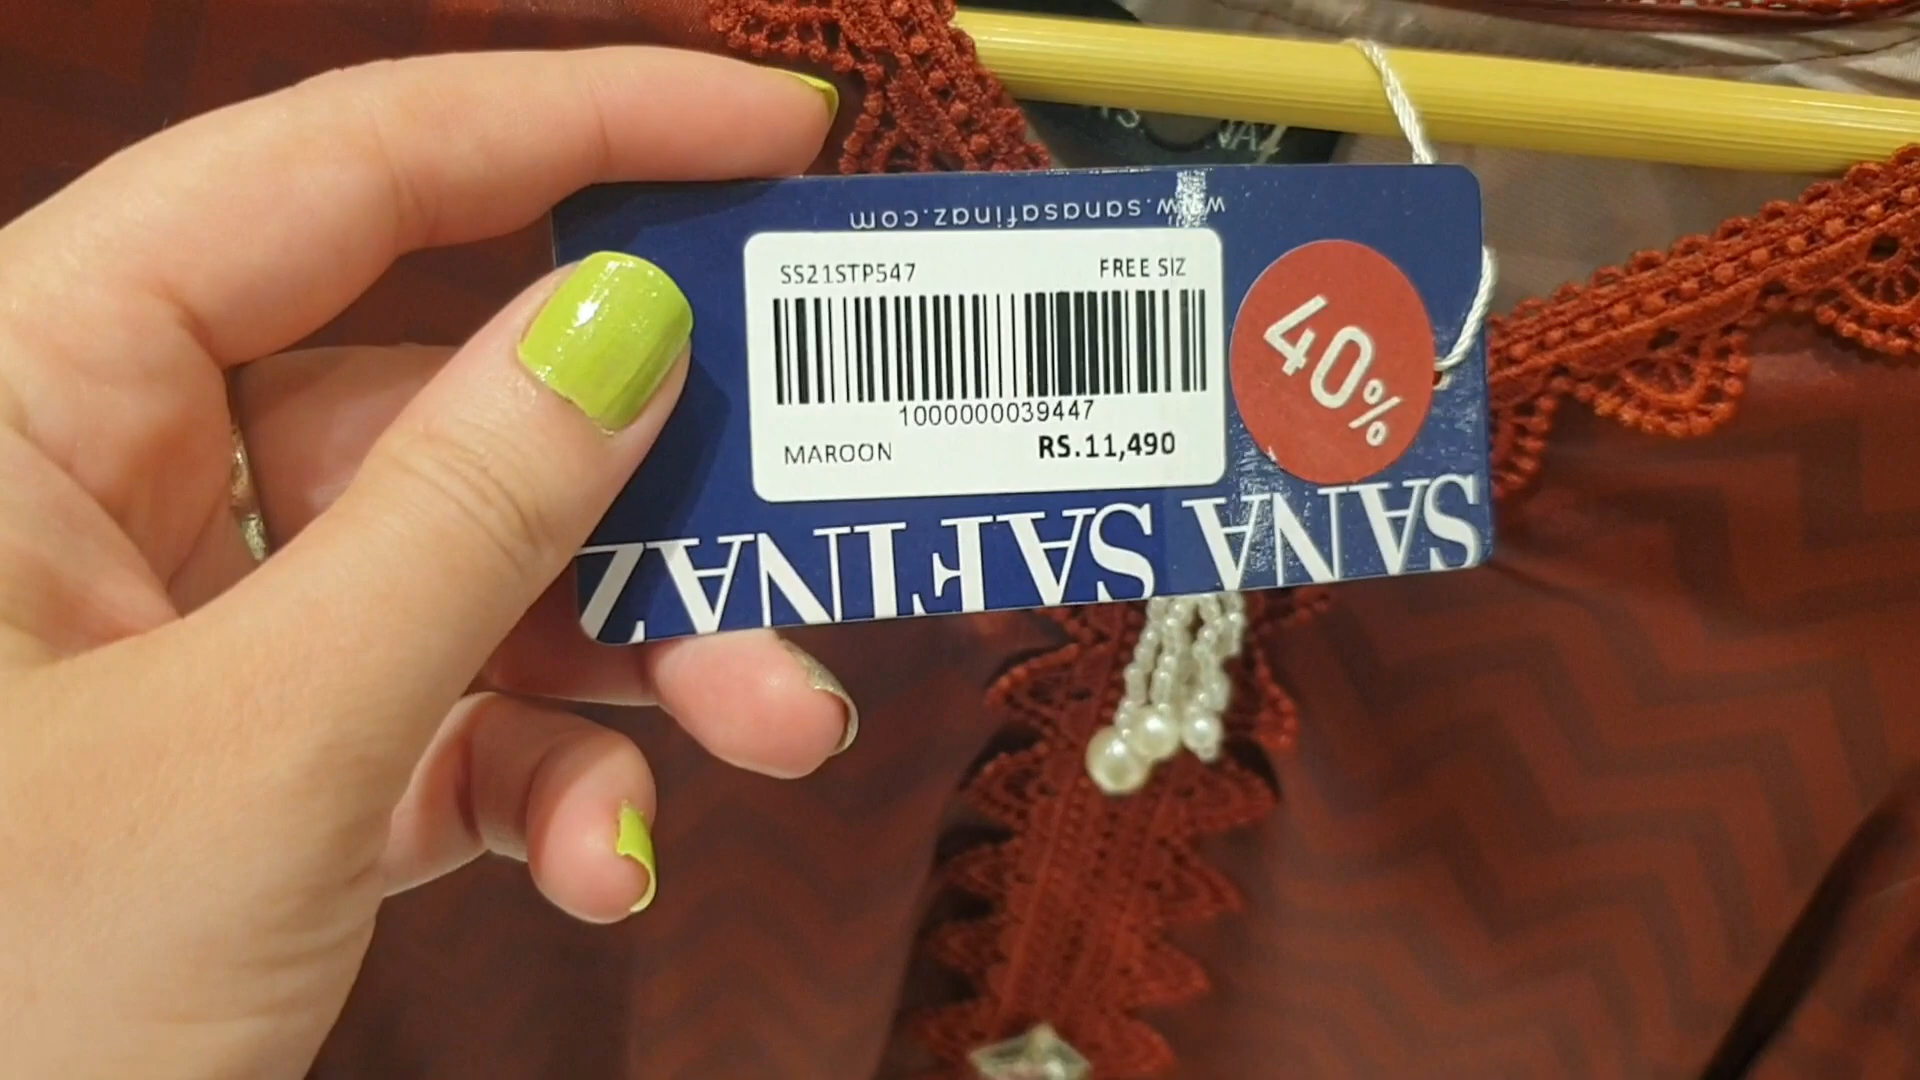 www.sanasafinaz.com
SS21STP547 FREE SIZ
1000000039447
MAROON RS.11,490
40%
SANA SAFINAZ